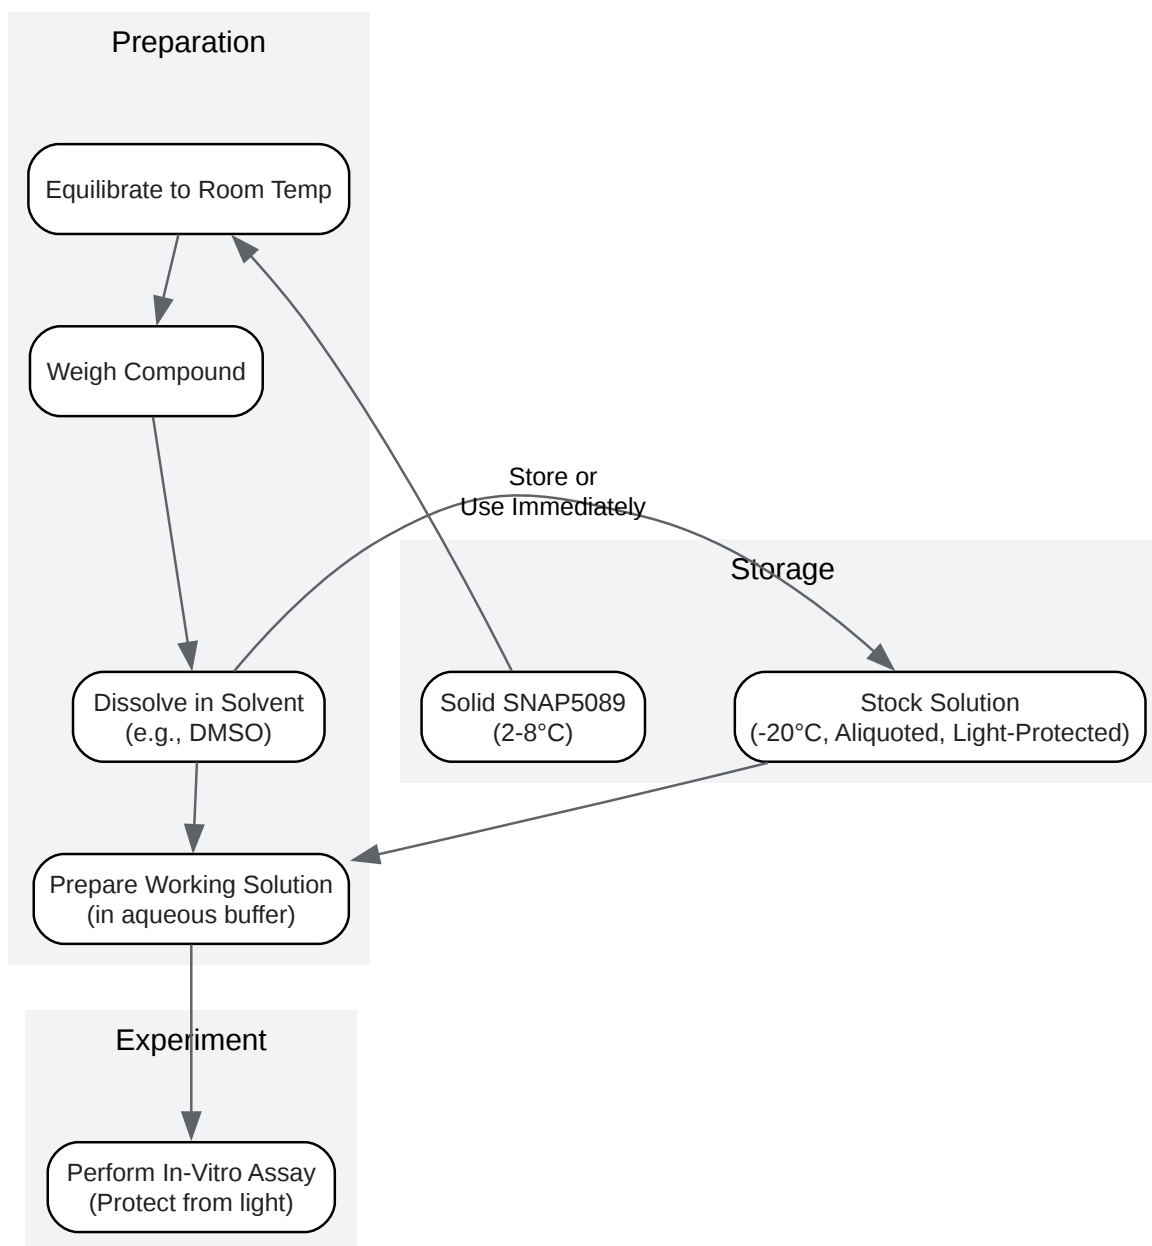 Preparation
Equilibrate to Room Temp
Weigh Compound
Store or
Use Immediately
Storage
Dissolve in Solvent
(e.g., DMSO)
Solid SNAP5089
(2-8°C)
Stock Solution
(-20°C, Aliquoted, Light-Protected)
Prepare Working Solution
(in aqueous buffer)
Experiment
Perform In-Vitro Assay
(Protect from light)